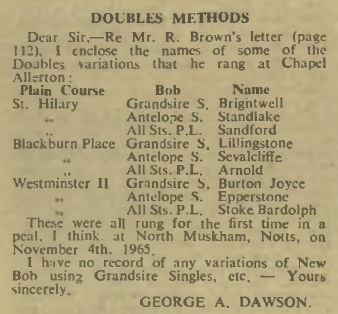 DOUBLES METHODS
Dear Sir,—Re Mr. R. Brown's letter (page
112), I enclose the names of some of the
Doubles variations that he rang at Chapel
Allerton:
Plain Course Bob Name
St. Hilary Grandsire S. Brightwell
„ Antelope S. Standlake
„ All Sts. P.L. Sandford
Blackburn Place Grandsire S. Lillingstone
„ Antelope S. Sevalcliffe
„ All Sts. P.L. Arnold
Westminster II Grandsire S. Burton Joyce
„ Antelope S. Epperstone
„ All Sts. P.L. Stoke Bardolph
These were all rung for the first time in a
peal, I think at North Muskham, Notts, on
November 4th, 1965.
I have no record of any variations of New
Bob using Grandsire Singles, etc. — Yours
sincerely,
GEORGE A. DAWSON.